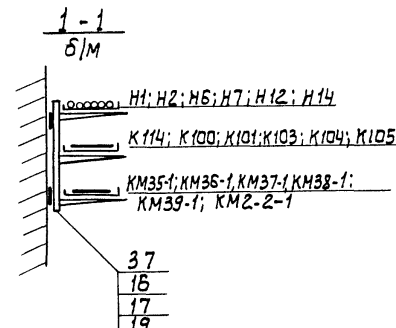 1-1
б/м
Н1; Н2; Н6; Н7; Н12; Н14
К114; К100; К101; К103; К104; К105
КМ35-1; КМ36-1, КМ37-1, КМ38-1;
КМ39-1; КМ2-2-1
37
16
17
19